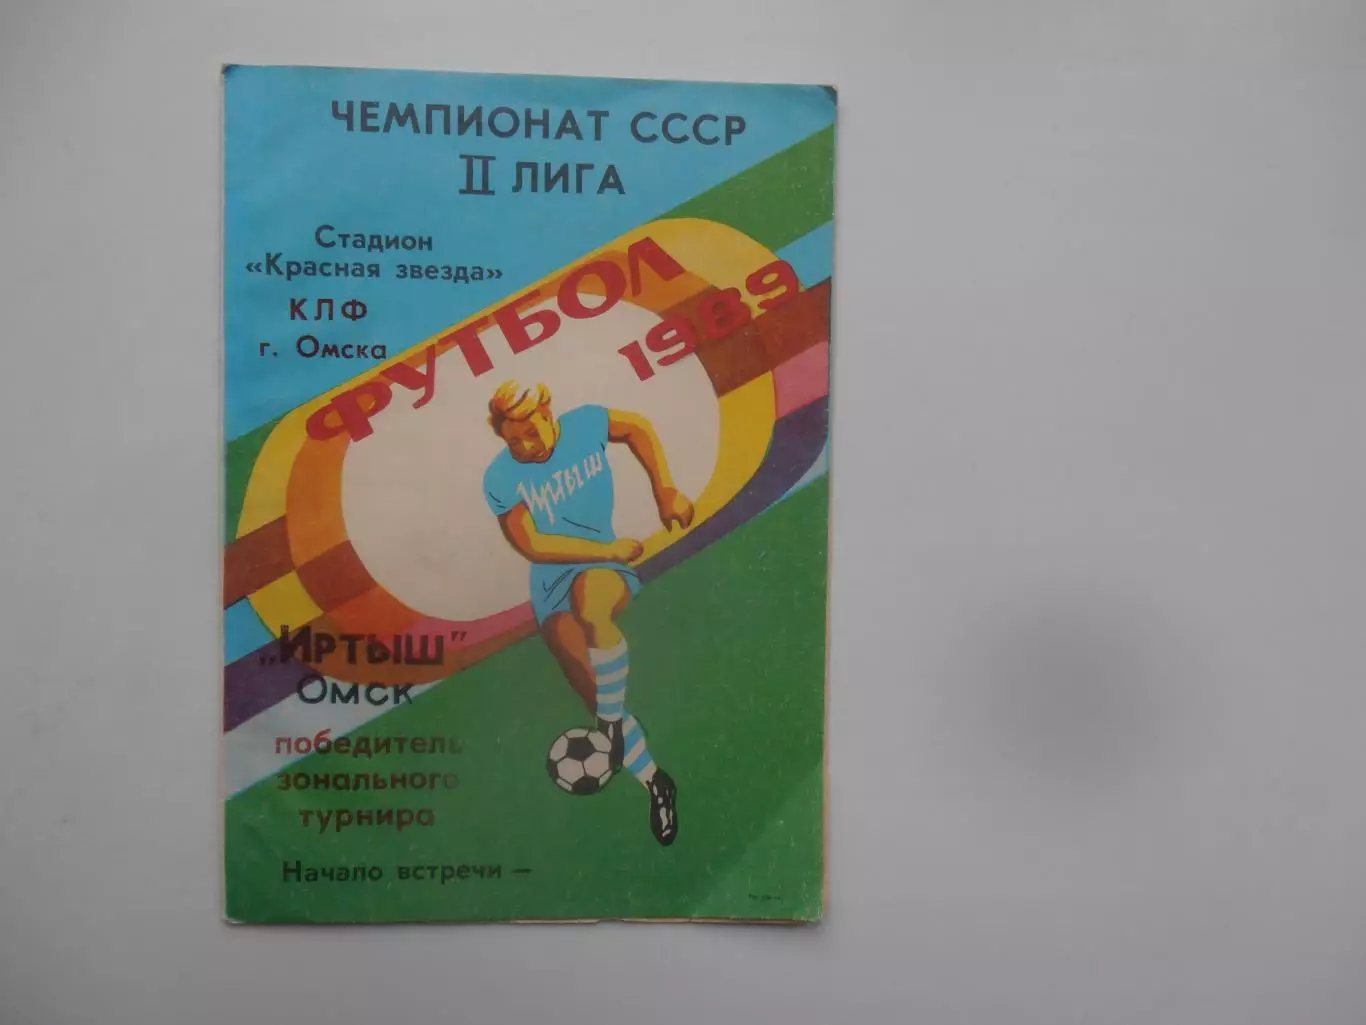 ЧЕМПИОНАТ СССР
II ЛИГА
Стадион
«Красная звезда»
КЛФ
г. Омска
ФУТБОЛ
1989
Иртыш
„Иртыш"
Омск
победитель
зонального
турнира
Начало встречи —